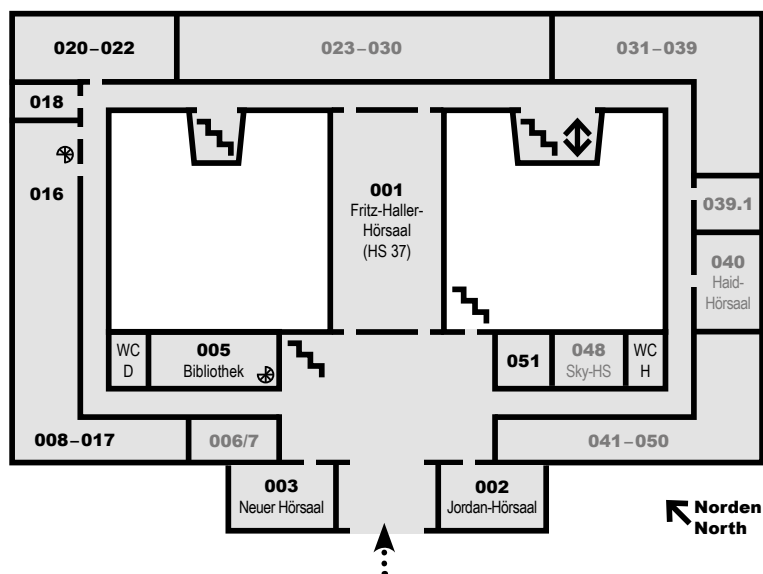 020–022
023–030
031–039
018
016
001
Fritz-Haller-
Hörsaal
(HS 37)
039.1
040
Haid-
Hörsaal
WC
D
005
Bibliothek
051
048
Sky-HS
WC
H
008–017
006/7
041–050
003
Neuer Hörsaal
002
Jordan-Hörsaal
Norden
North